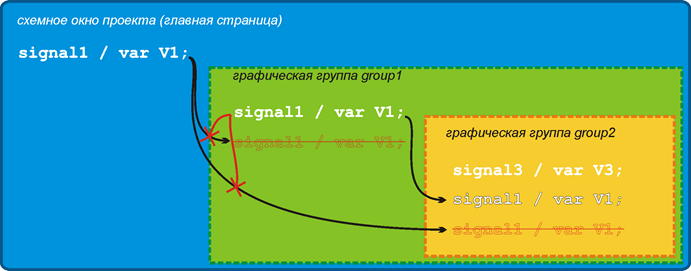 схемное окно проекта (главная страница)
signal1 / var V1;
графическая группа group1
signal1 / var V1;
signal1 / var V1;
графическая группа group2
signal3 / var V3;
signal1 / var V1;
signal1 / var V1;